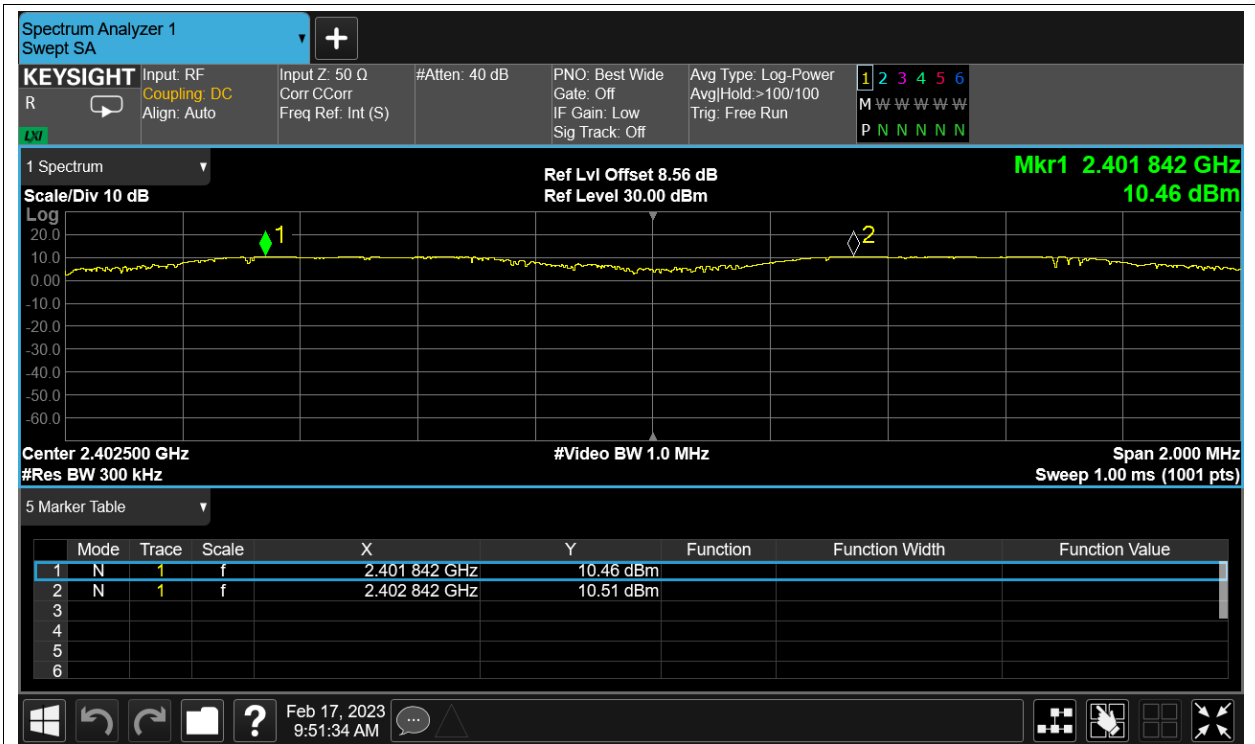 Spectrum Analyzer 1
Swept SA
KEYSIGHT
R
LXI
Input: RF
Coupling: DC
Align: Auto
Input Z: 50 Ω
Corr CCorr
Freq Ref: Int (S)
#Atten: 40 dB
PNO: Best Wide
Gate: Off
IF Gain: Low
Sig Track: Off
Avg Type: Log-Power
Avg|Hold:>100/100
Trig: Free Run
1 2 3 4 5 6
M W W W W W
P N N N N N
1 Spectrum
Scale/Div 10 dB
Ref Lvl Offset 8.56 dB
Ref Level 30.00 dBm
Mkr1 2.401 842 GHz
10.46 dBm
Log
20.0
10.0
0.00
-10.0
-20.0
-30.0
-40.0
-50.0
-60.0
1
2
Center 2.402500 GHz
#Res BW 300 kHz
#Video BW 1.0 MHz
Span 2.000 MHz
Sweep 1.00 ms (1001 pts)
5 Marker Table
Mode Trace Scale X Y Function Function Width Function Value
1 N 1 f 2.401 842 GHz 10.46 dBm
2 N 1 f 2.402 842 GHz 10.51 dBm
3
4
5
6
?
Feb 17, 2023
9:51:34 AM